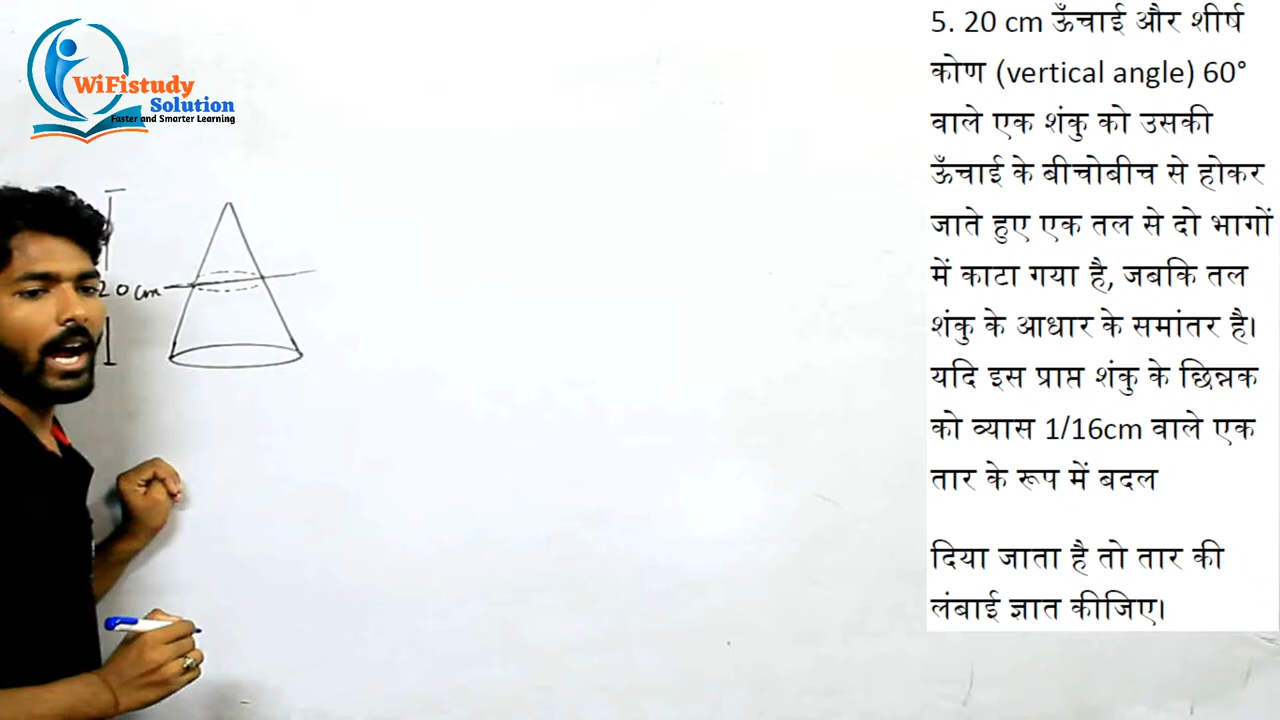 WiFistudy
Solution
Faster and Smarter Learning
20 cm
5. 20 cm ऊँचाई और शीर्ष
कोण (vertical angle) 60°
वाले एक शंकु को उसकी
ऊँचाई के बीचोबीच से होकर
जाते हुए एक तल से दो भागों
में काटा गया है, जबकि तल
शंकु के आधार के समांतर है।
यदि इस प्राप्त शंकु के छिन्नक
को व्यास 1/16cm वाले एक
तार के रूप में बदल
दिया जाता है तो तार की
लंबाई ज्ञात कीजिए।